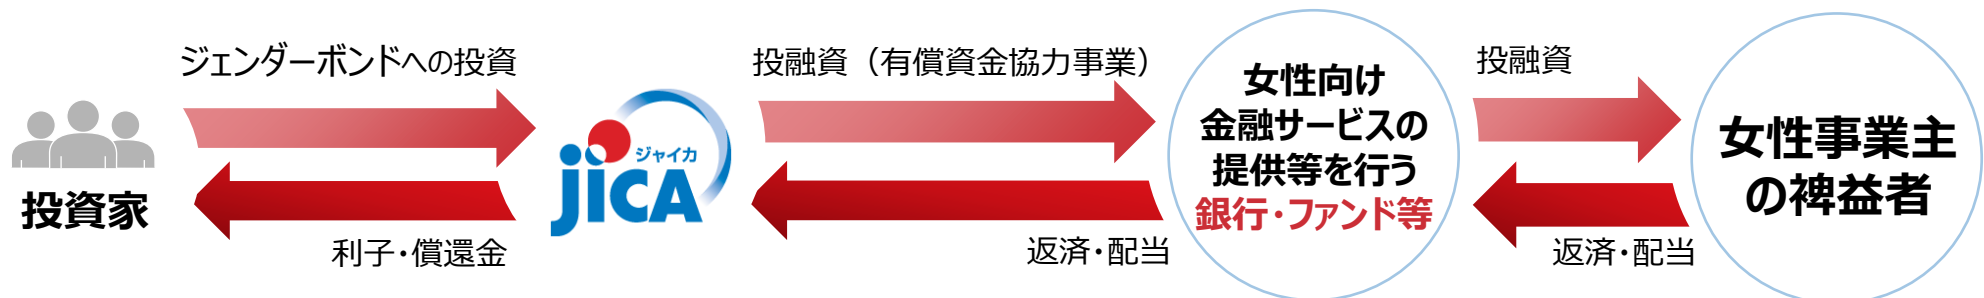 ジェンダーボンドへの投資
投資家
利子・償還金
ジャイカ
JICA
投融資（有償資金協力事業）
返済・配当
女性向け
金融サービスの
提供等を行う
銀行・ファンド等
投融資
返済・配当
女性事業主
の裨益者